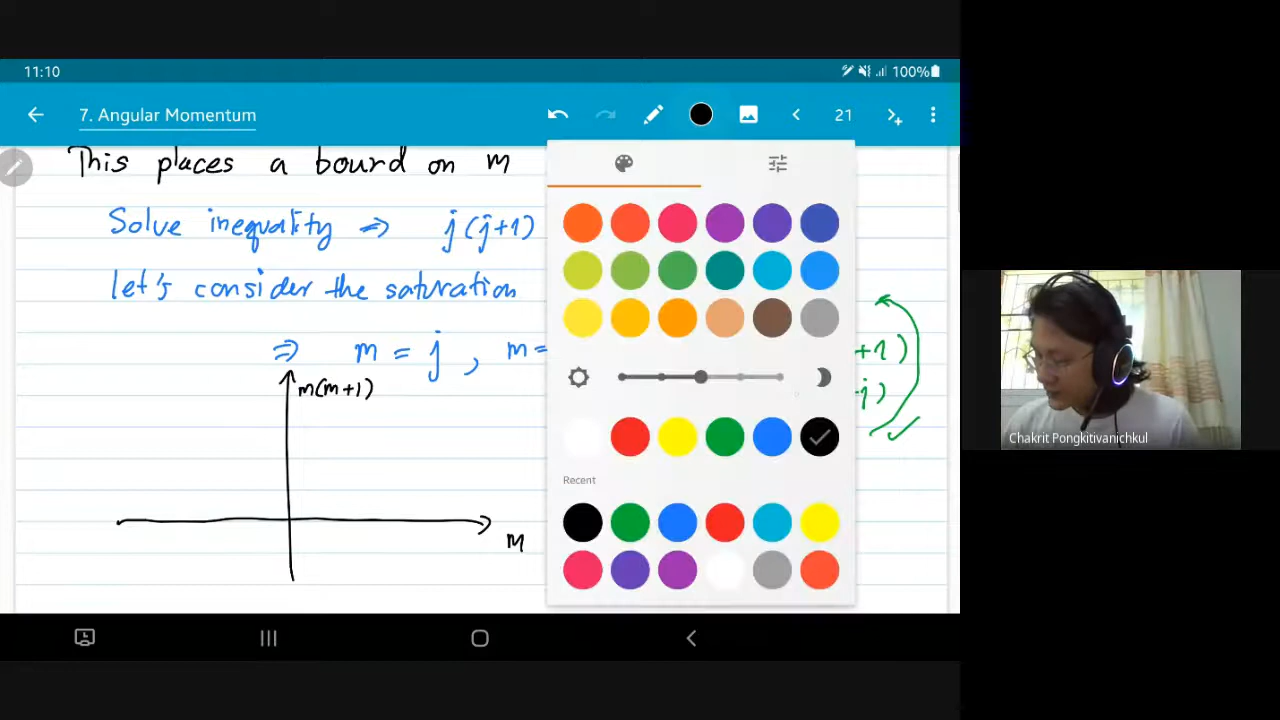 11:10
100%
7. Angular Momentum
21
This places a bound on m
Solve inequality ⇒ j(j+1)
let's consider the saturation
⇒ m = j , m =
+1)
j)
m(m+1)
m
Recent
Chakrit Pongkitivanichkul